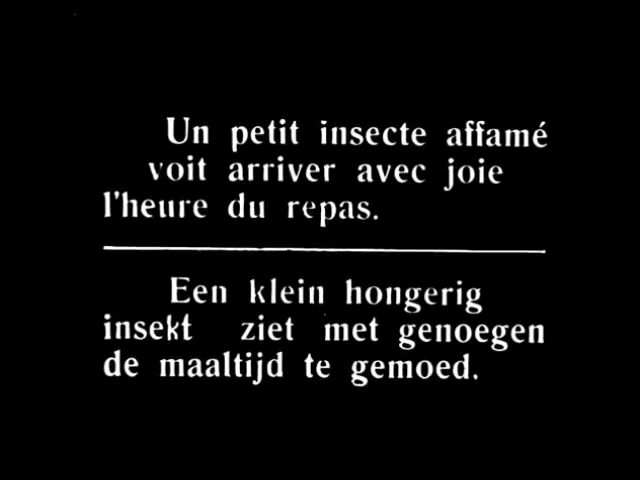 Un petit insecte affamé
voit arriver avec joie
l'heure du repas.
Een klein hongerig
insekt ziet met genoegen
de maaltijd te gemoed.